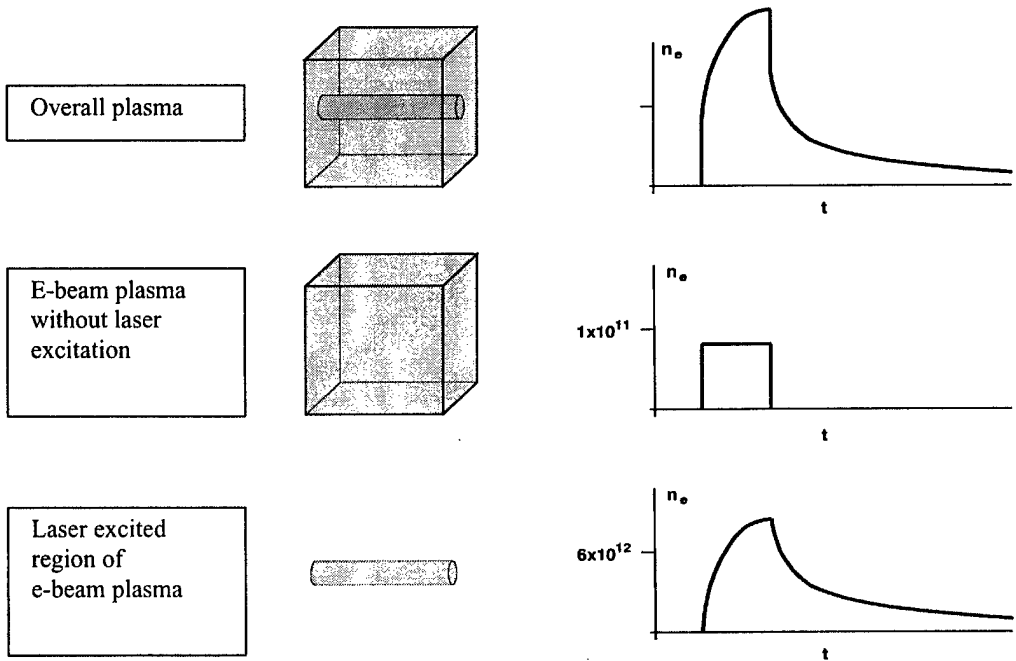 Overall plasma
nₑ
t
E-beam plasma
without laser
excitation
nₑ
1x10¹¹
t
Laser excited
region of
e-beam plasma
nₑ
6x10¹²
t